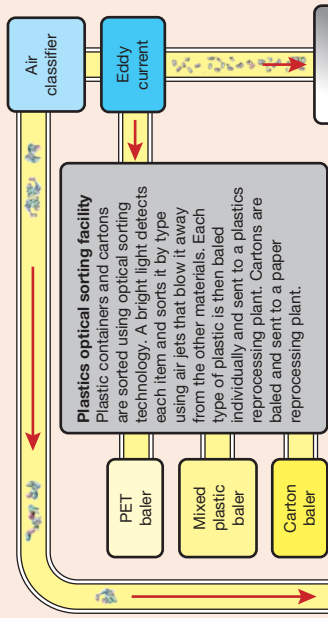 Air
classifier
Eddy
current
Plastics optical sorting facility
Plastic containers and cartons
are sorted using optical sorting
technology. A bright light detects
each item and sorts it by type
using air jets that blow it away
from the other materials. Each
type of plastic is then baled
individually and sent to a plastics
reprocessing plant. Cartons are
baled and sent to a paper
reprocessing plant.
PET
baler
Mixed
plastic
baler
Carton
baler